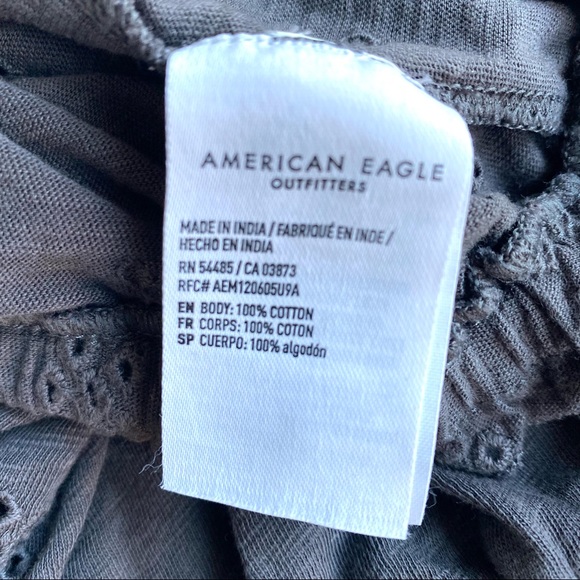 AMERICAN EAGLE
OUTFITTERS
MADE IN INDIA / FABRIQUÉ EN INDE /
HECHO EN INDIA
RN 54485 / CA 03873
RFC# AEM120605U9A
EN BODY: 100% COTTON
FR CORPS: 100% COTON
SP CUERPO: 100% algodón